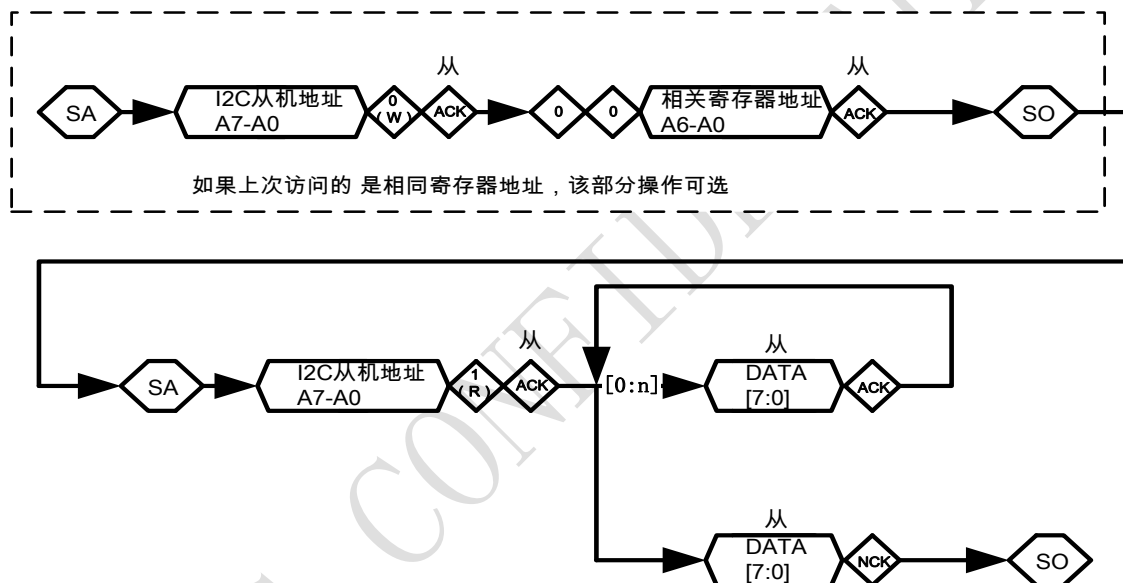 从
从
SA
I2C从机地址
A7-A0
0
(W)
ACK
0
0
相关寄存器地址
A6-A0
ACK
SO
如果上次访问的 是相同寄存器地址，该部分操作可选
从
从
SA
I2C从机地址
A7-A0
1
(R)
ACK
[0:n]
DATA
[7:0]
ACK
从
DATA
[7:0]
NCK
SO
CONFID